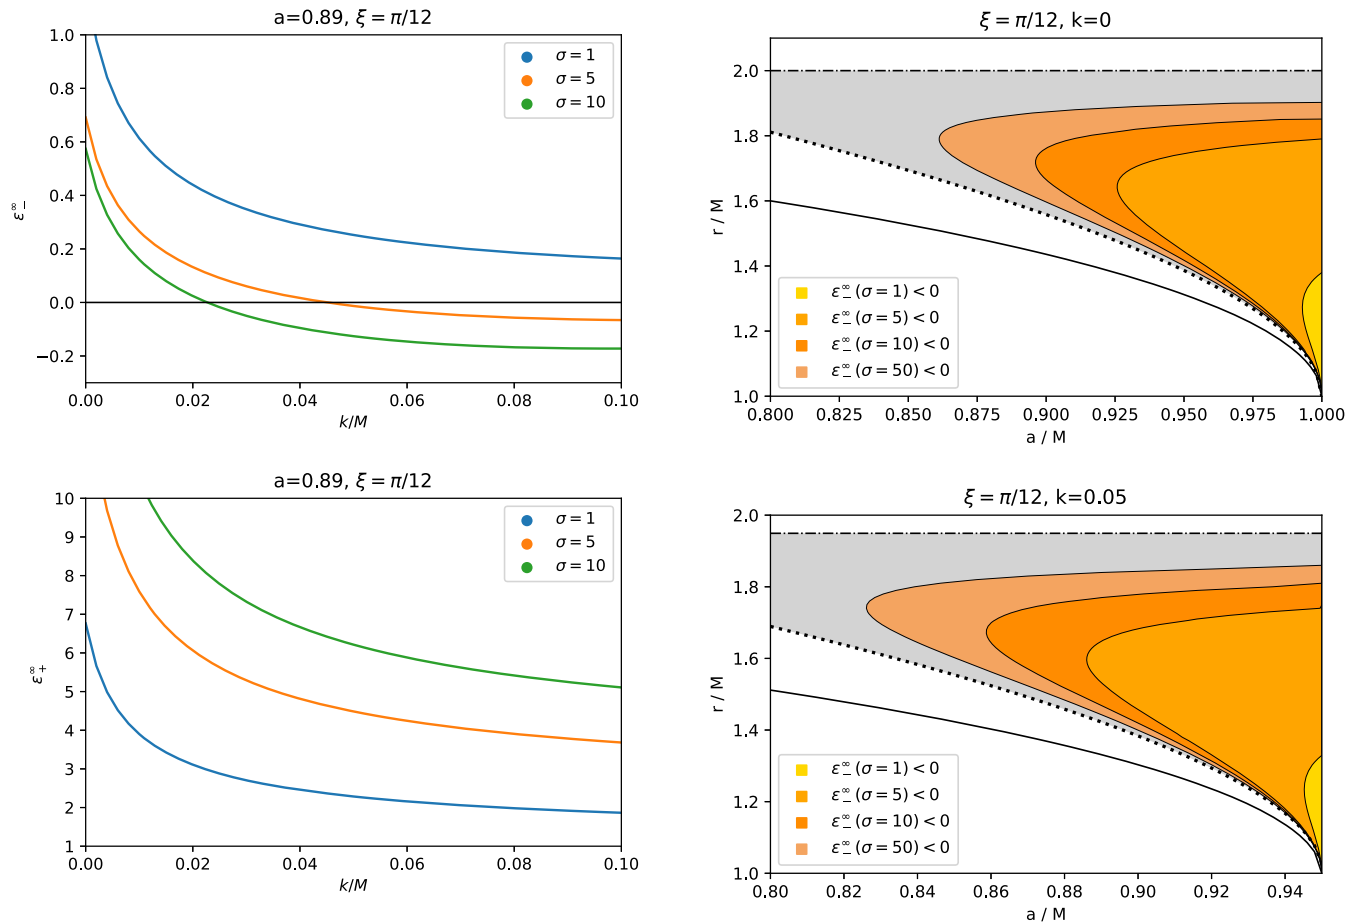 a=0.89, ξ = π/12
1.0
0.8
0.6
0.4
0.2
0.0
−0.2
ε₋^∞
0.00 0.02 0.04 0.06 0.08 0.10
k/M
σ = 1
σ = 5
σ = 10
ξ = π/12, k=0
2.0
1.8
1.6
1.4
1.2
1.0
r / M
0.800 0.825 0.850 0.875 0.900 0.925 0.950 0.975 1.000
a / M
ε₋^∞(σ = 1) < 0
ε₋^∞(σ = 5) < 0
ε₋^∞(σ = 10) < 0
ε₋^∞(σ = 50) < 0
a=0.89, ξ = π/12
10
9
8
7
6
5
4
3
2
1
ε₊^∞
0.00 0.02 0.04 0.06 0.08 0.10
k/M
σ = 1
σ = 5
σ = 10
ξ = π/12, k=0.05
2.0
1.8
1.6
1.4
1.2
1.0
r / M
0.80 0.82 0.84 0.86 0.88 0.90 0.92 0.94
a / M
ε₋^∞(σ = 1) < 0
ε₋^∞(σ = 5) < 0
ε₋^∞(σ = 10) < 0
ε₋^∞(σ = 50) < 0